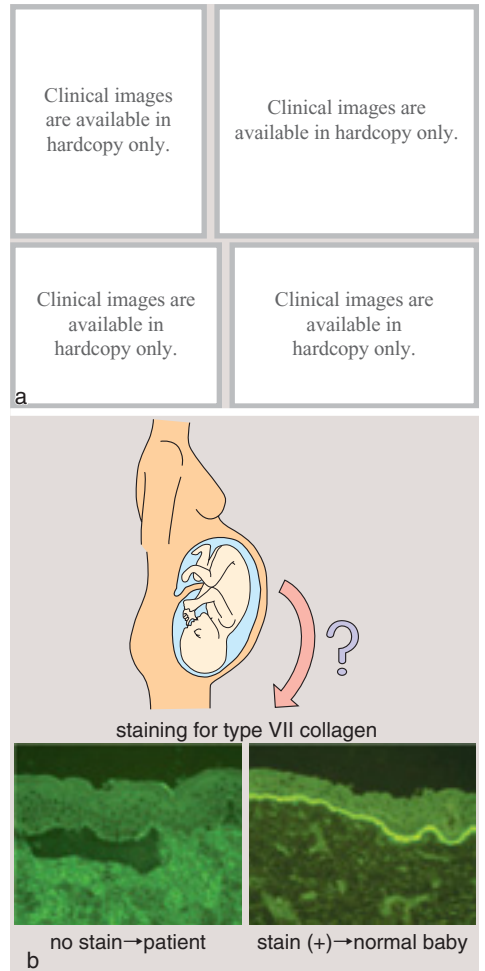 Clinical images
are available in
hardcopy only.
Clinical images are
available in hardcopy only.
Clinical images are
available in
hardcopy only.
Clinical images are
available in
hardcopy only.
a
?
staining for type VII collagen
no stain→patient
stain (+)→normal baby
b